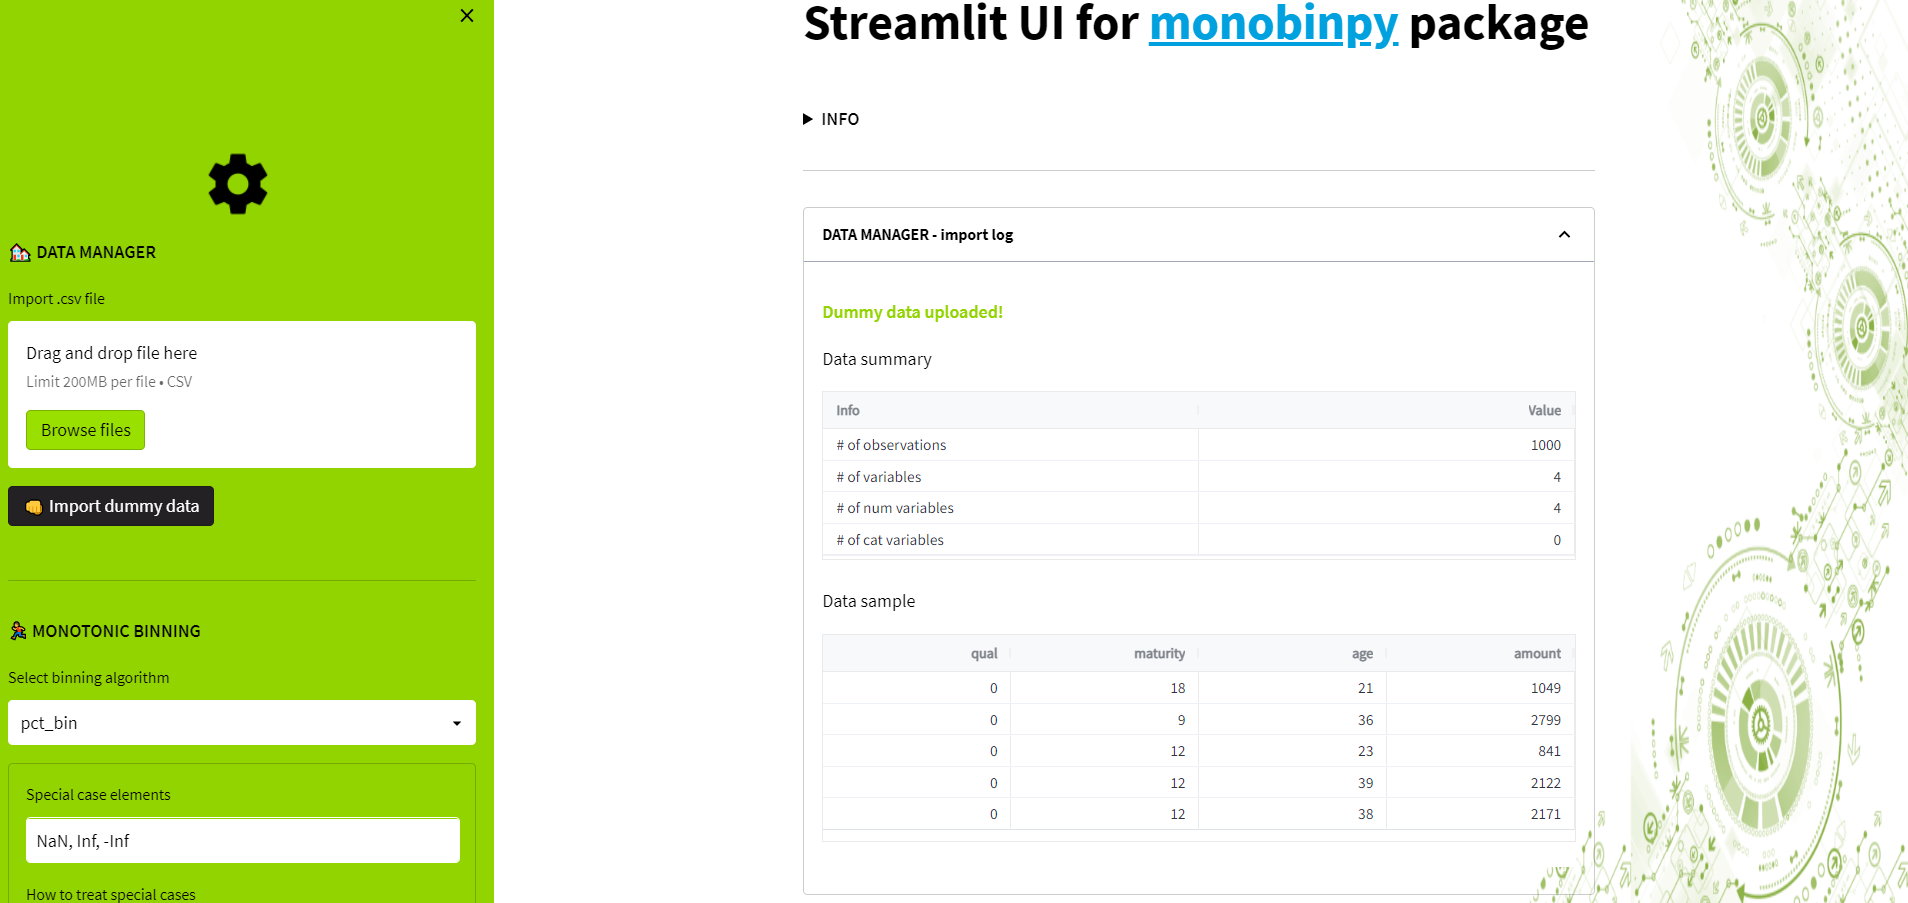 DATA MANAGER
Import .csv file
Drag and drop file here
Limit 200MB per file • CSV
Browse files
Import dummy data
MONOTONIC BINNING
Select binning algorithm
pct_bin
Special case elements
NaN, Inf, -Inf
How to treat special cases
Streamlit UI for monobinpy package
INFO
DATA MANAGER - import log
Dummy data uploaded!
Data summary
Info Value
# of observations 1000
# of variables 4
# of num variables 4
# of cat variables 0
Data sample
qual maturity age amount
0 18 21 1049
0 9 36 2799
0 12 23 841
0 12 39 2122
0 12 38 2171